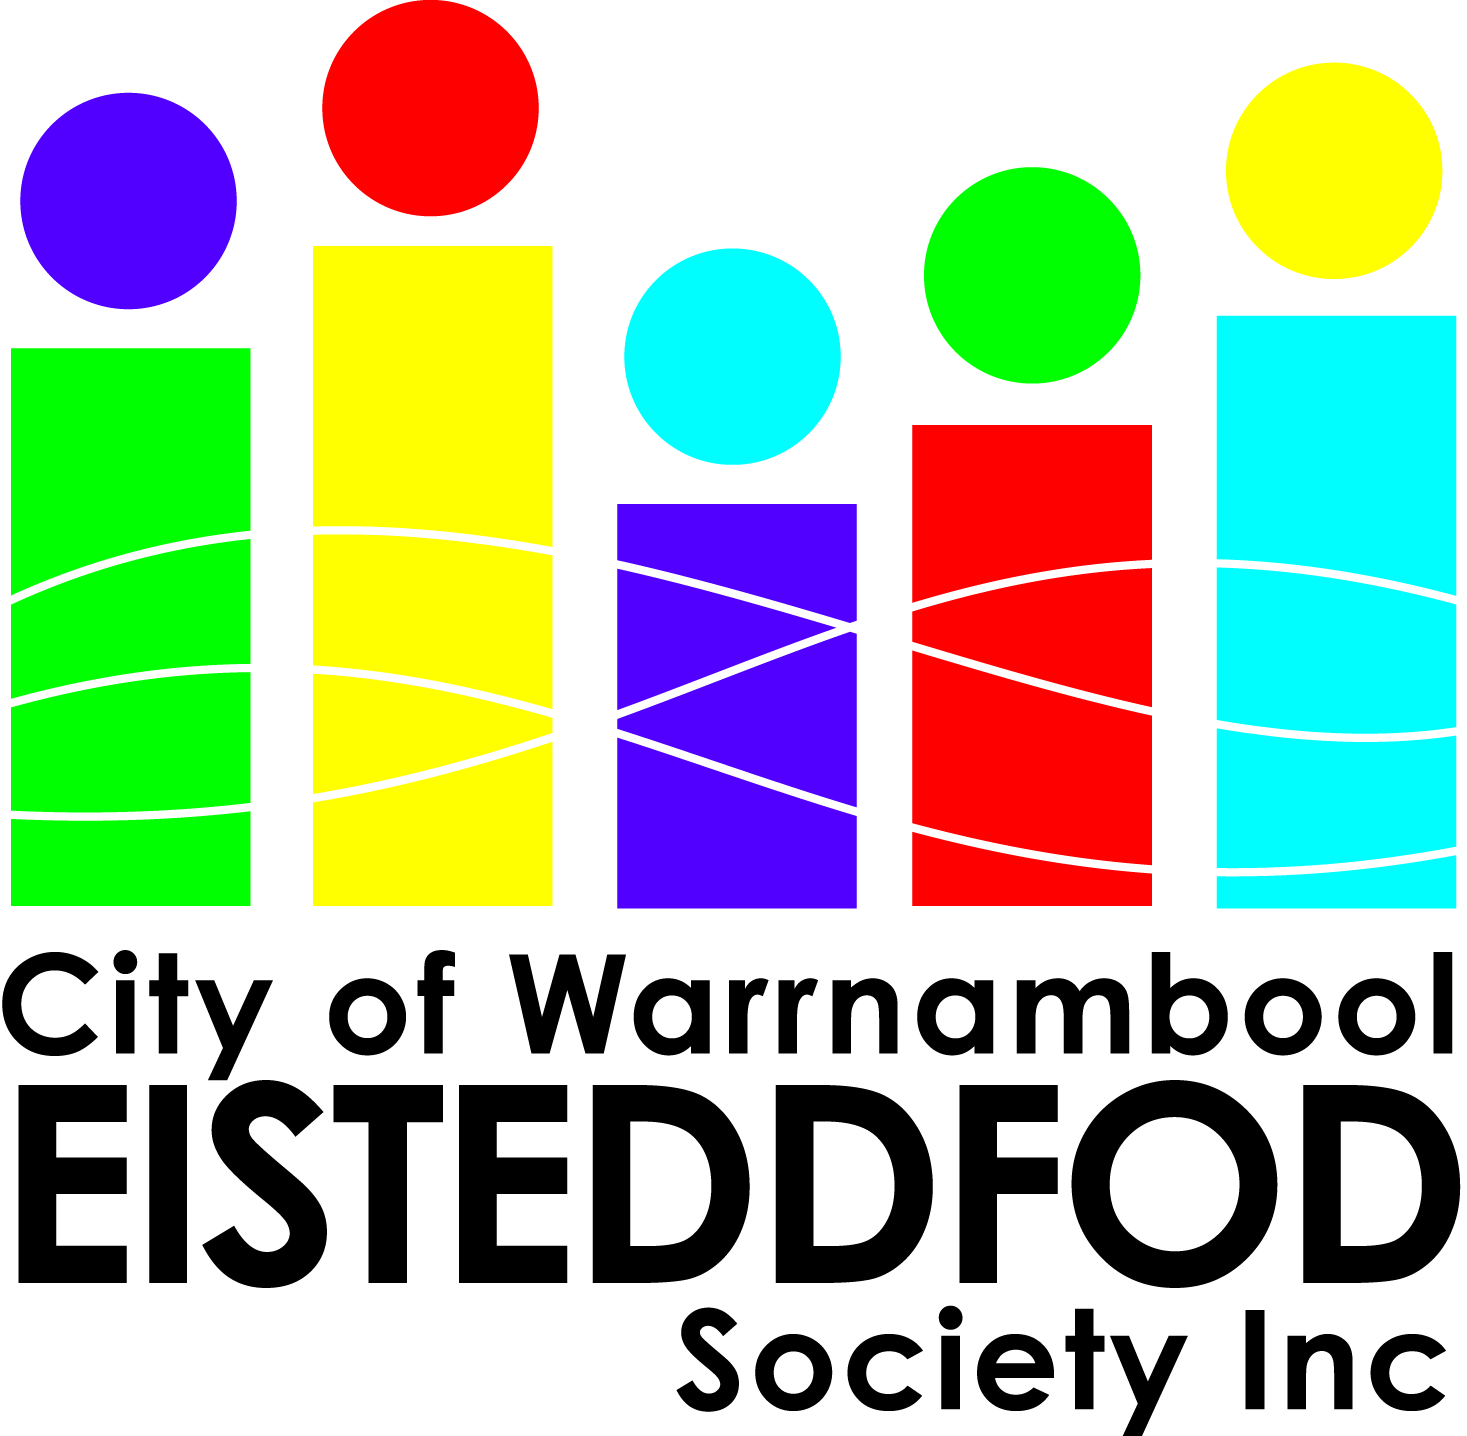 City of Warrnambool
EISTEDDFOD
Society Inc